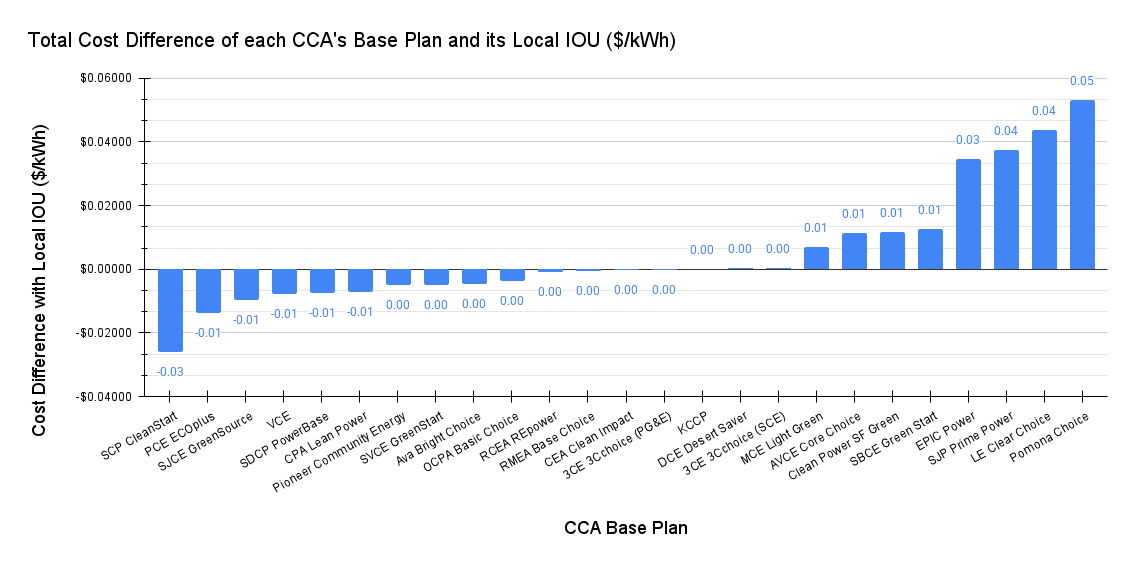 Total Cost Difference of each CCA's Base Plan and its Local IOU ($/kWh)
Cost Difference with Local IOU ($/kWh)
$0.06000
$0.04000
$0.02000
$0.00000
-$0.02000
-$0.04000
-0.03
-0.01
-0.01
-0.01
-0.01
-0.01
0.00
0.00
0.00
0.00
0.00
0.00
0.00
0.00
0.00
0.00
0.00
0.01
0.01
0.01
0.01
0.03
0.04
0.04
0.05
SCP CleanStart
PCE ECOplus
SJCE GreenSource
VCE
SDCP PowerBase
CPA Lean Power
Pioneer Community Energy
SVCE GreenStart
Ava Bright Choice
OCPA Basic Choice
RCEA REpower
RMEA Base Choice
CEA Clean Impact
3CE 3Cchoice (PG&E)
KCCP
DCE Desert Saver
3CE 3Cchoice (SCE)
MCE Light Green
AVCE Core Choice
Clean Power SF Green
SBCE Green Start
EPIC Power
SJP Prime Power
LE Clear Choice
Pomona Choice
CCA Base Plan